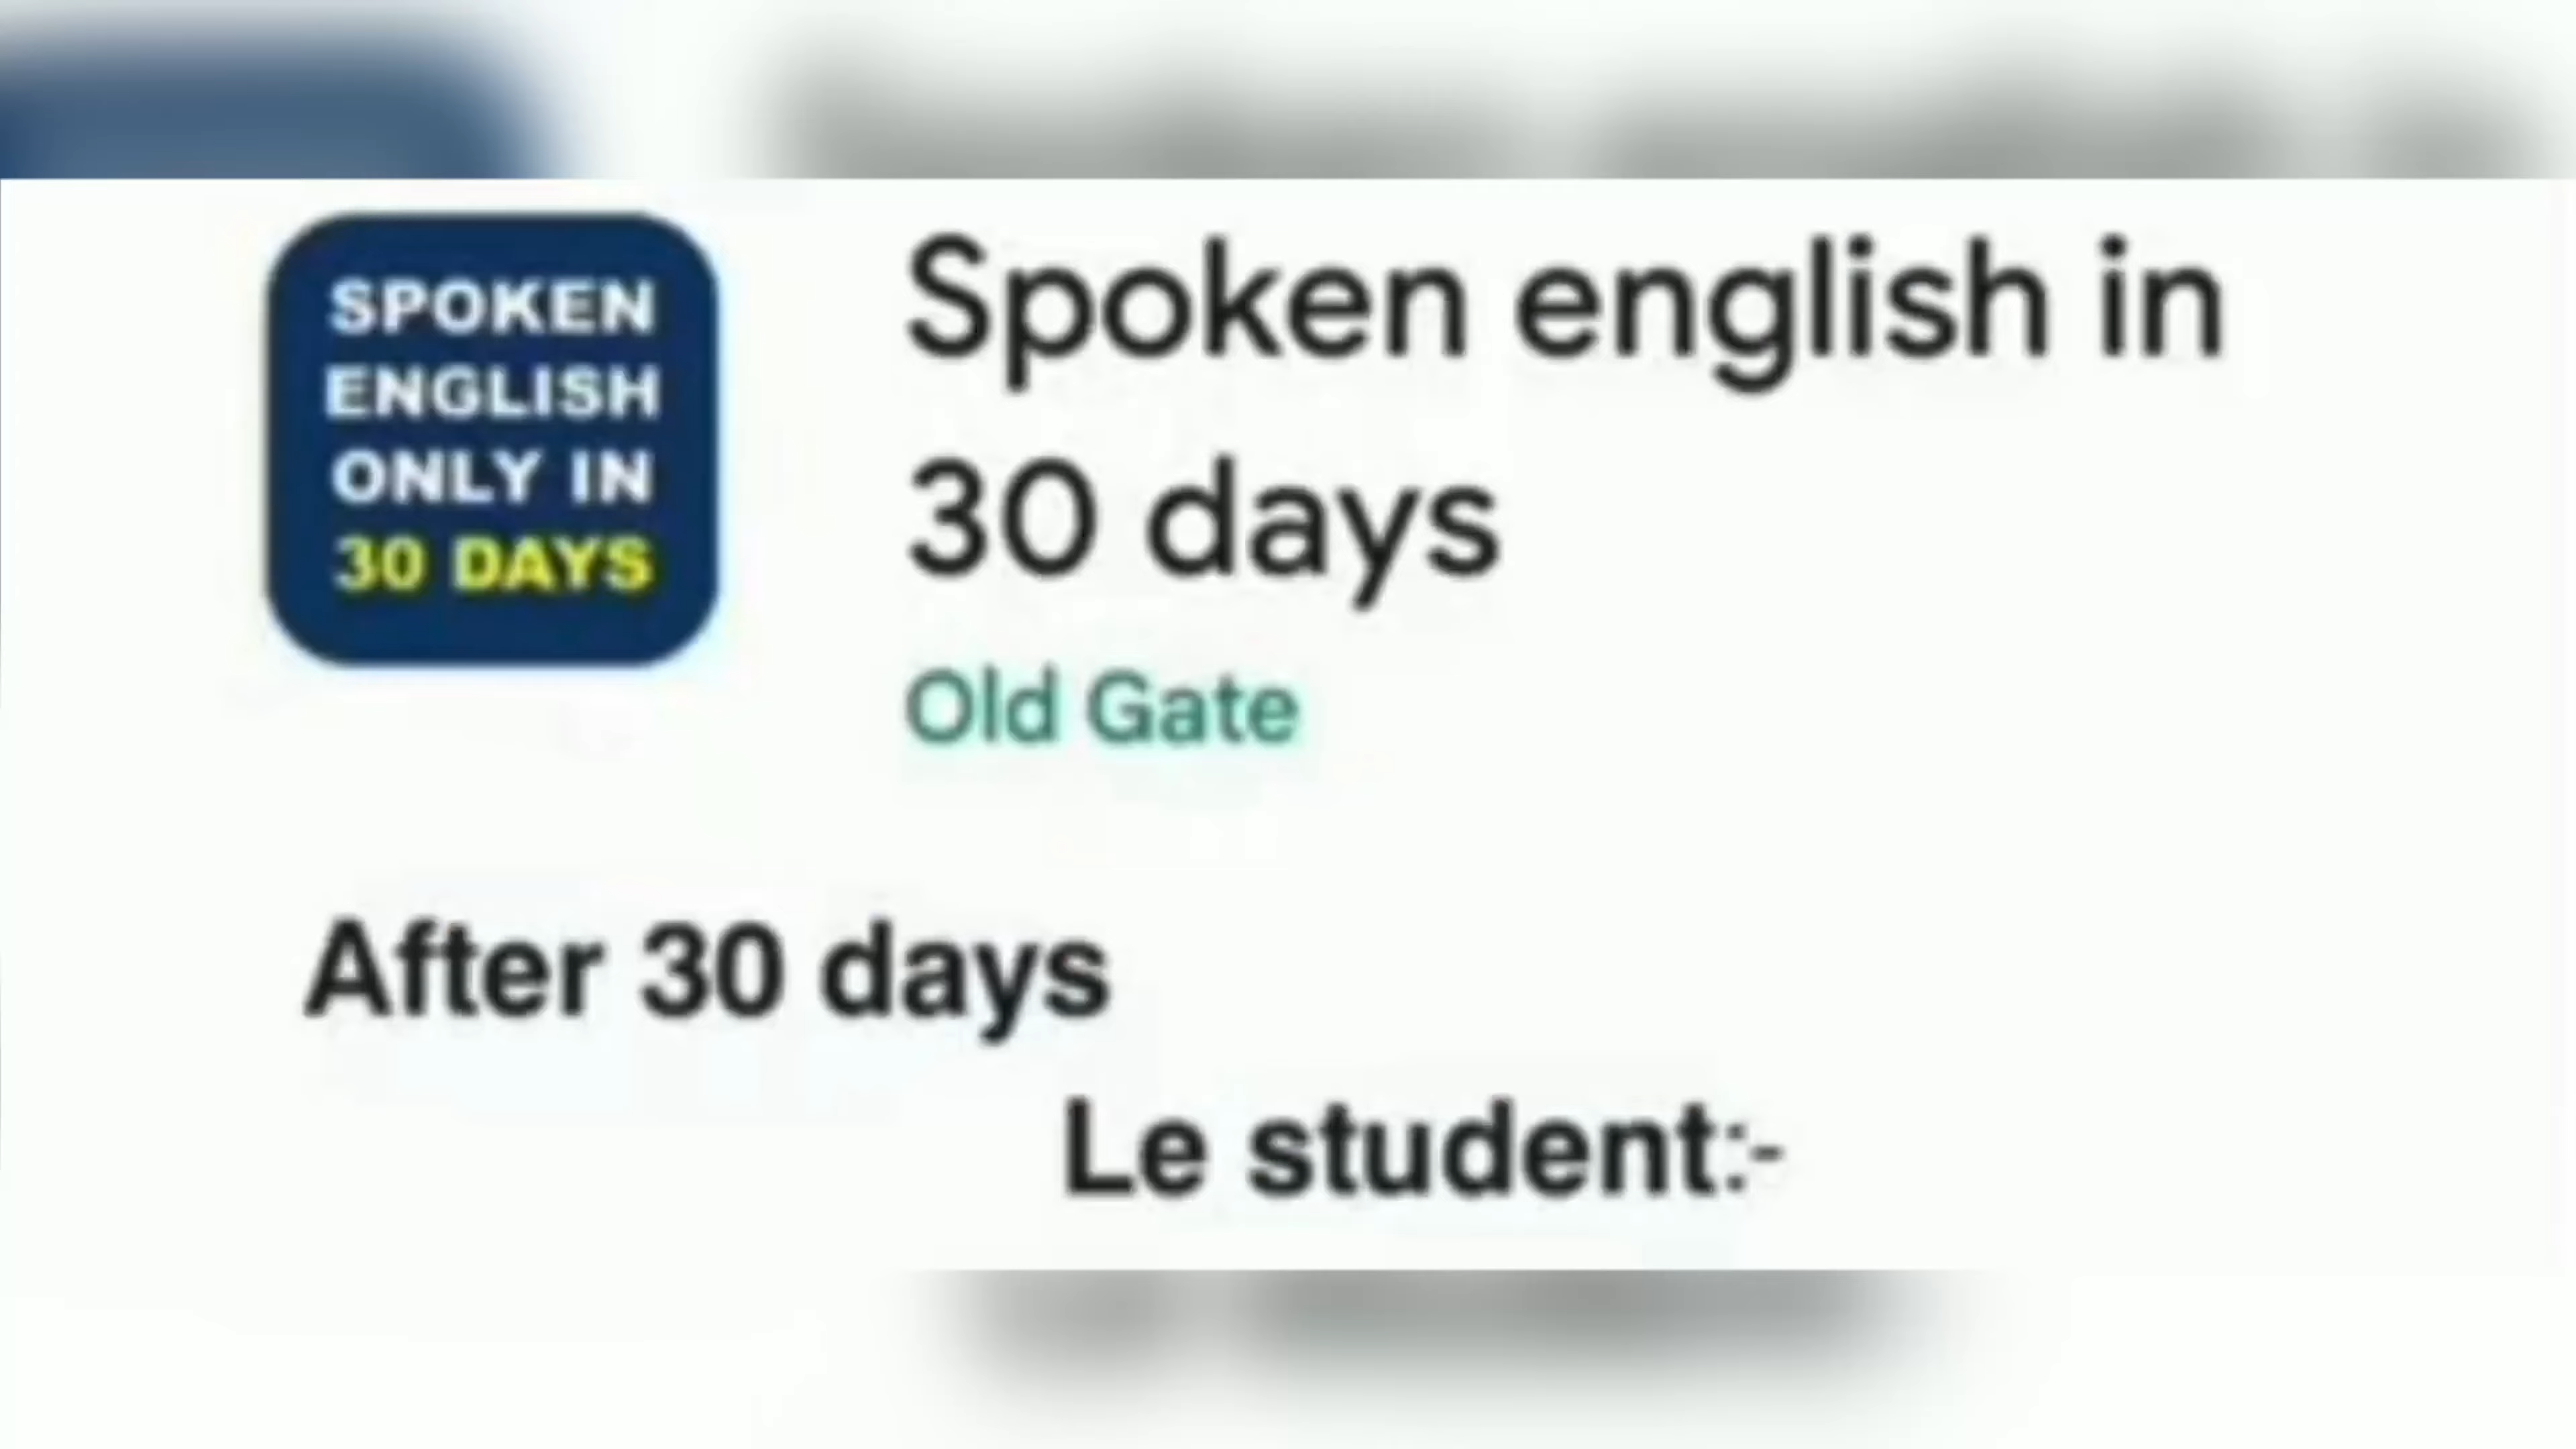 SPOKEN
ENGLISH
ONLY IN
30 DAYS
Spoken english in
30 days
Old Gate
After 30 days
Le student:-